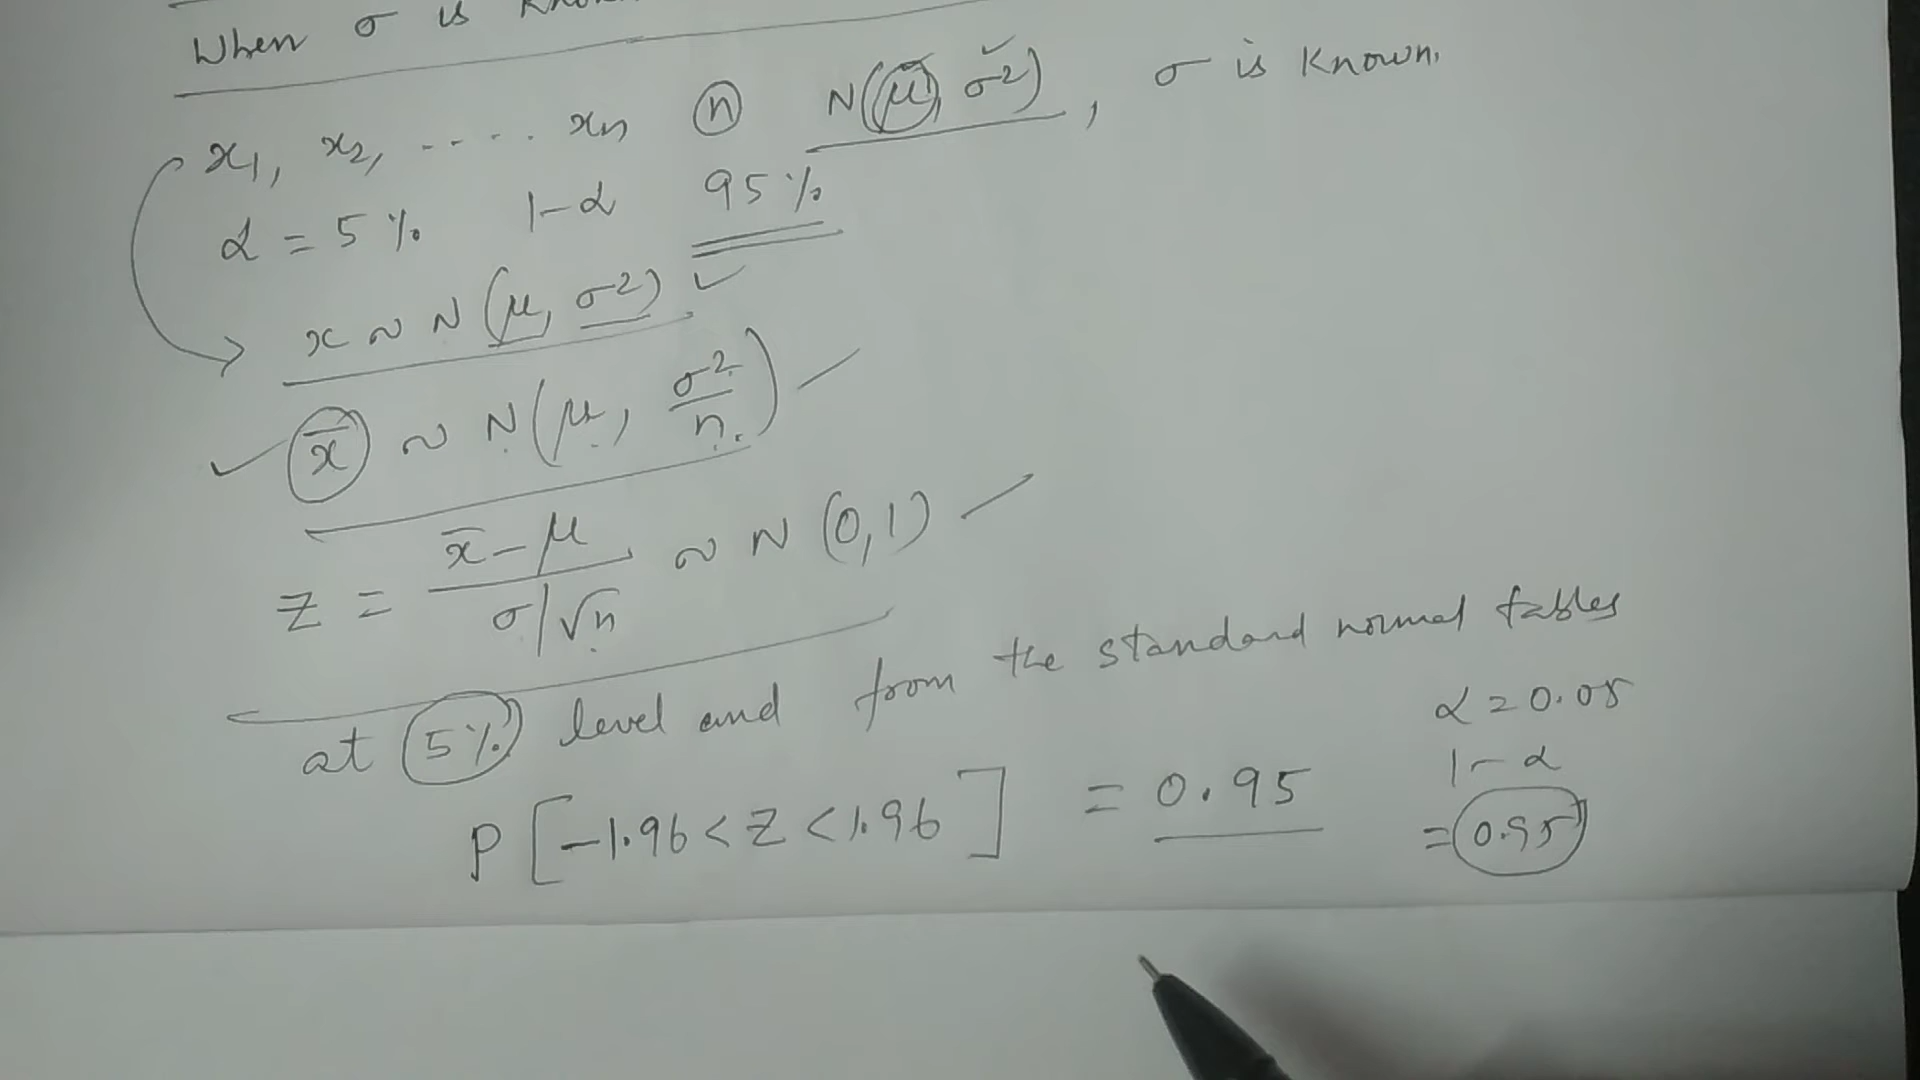 When σ is
x₁, x₂, ..... xn (n) N(μ, σ²), σ is known.
α = 5% 1-α 95%
x ~ N(μ, σ²)
x̄ ~ N(μ, σ²/n)
z = (x̄ - μ)/(σ/√n) ~ N(0,1)
at 5% level and from the standard normal tables
α = 0.05
1-α
P[-1.96 < Z < 1.96] = 0.95
= 0.95